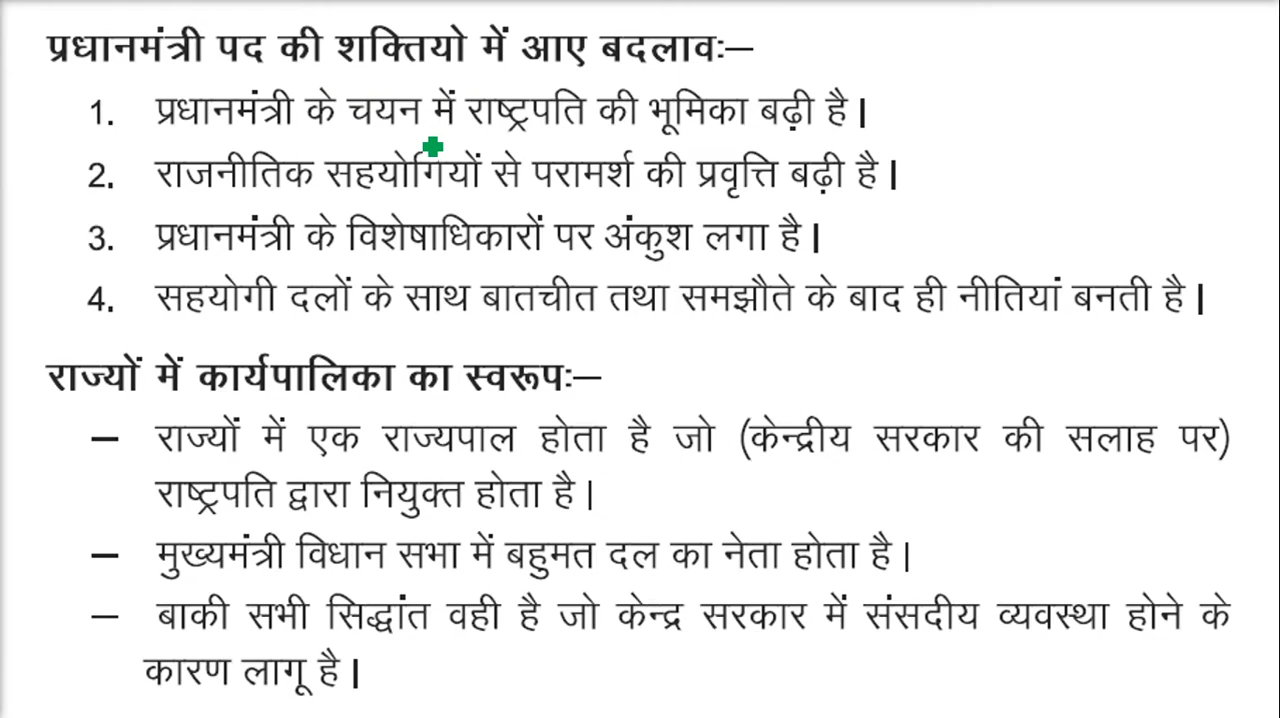 प्रधानमंत्री पद की शक्तियो में आए बदलावः—
1. प्रधानमंत्री के चयन में राष्ट्रपति की भूमिका बढ़ी है।
2. राजनीतिक सहयोगियों से परामर्श की प्रवृत्ति बढ़ी है।
3. प्रधानमंत्री के विशेषाधिकारों पर अंकुश लगा है।
4. सहयोगी दलों के साथ बातचीत तथा समझौते के बाद ही नीतियां बनती है।
राज्यों में कार्यपालिका का स्वरूपः—
– राज्यों में एक राज्यपाल होता है जो (केन्द्रीय सरकार की सलाह पर)
राष्ट्रपति द्वारा नियुक्त होता है।
– मुख्यमंत्री विधान सभा में बहुमत दल का नेता होता है।
– बाकी सभी सिद्धांत वही है जो केन्द्र सरकार में संसदीय व्यवस्था होने के
कारण लागू है।